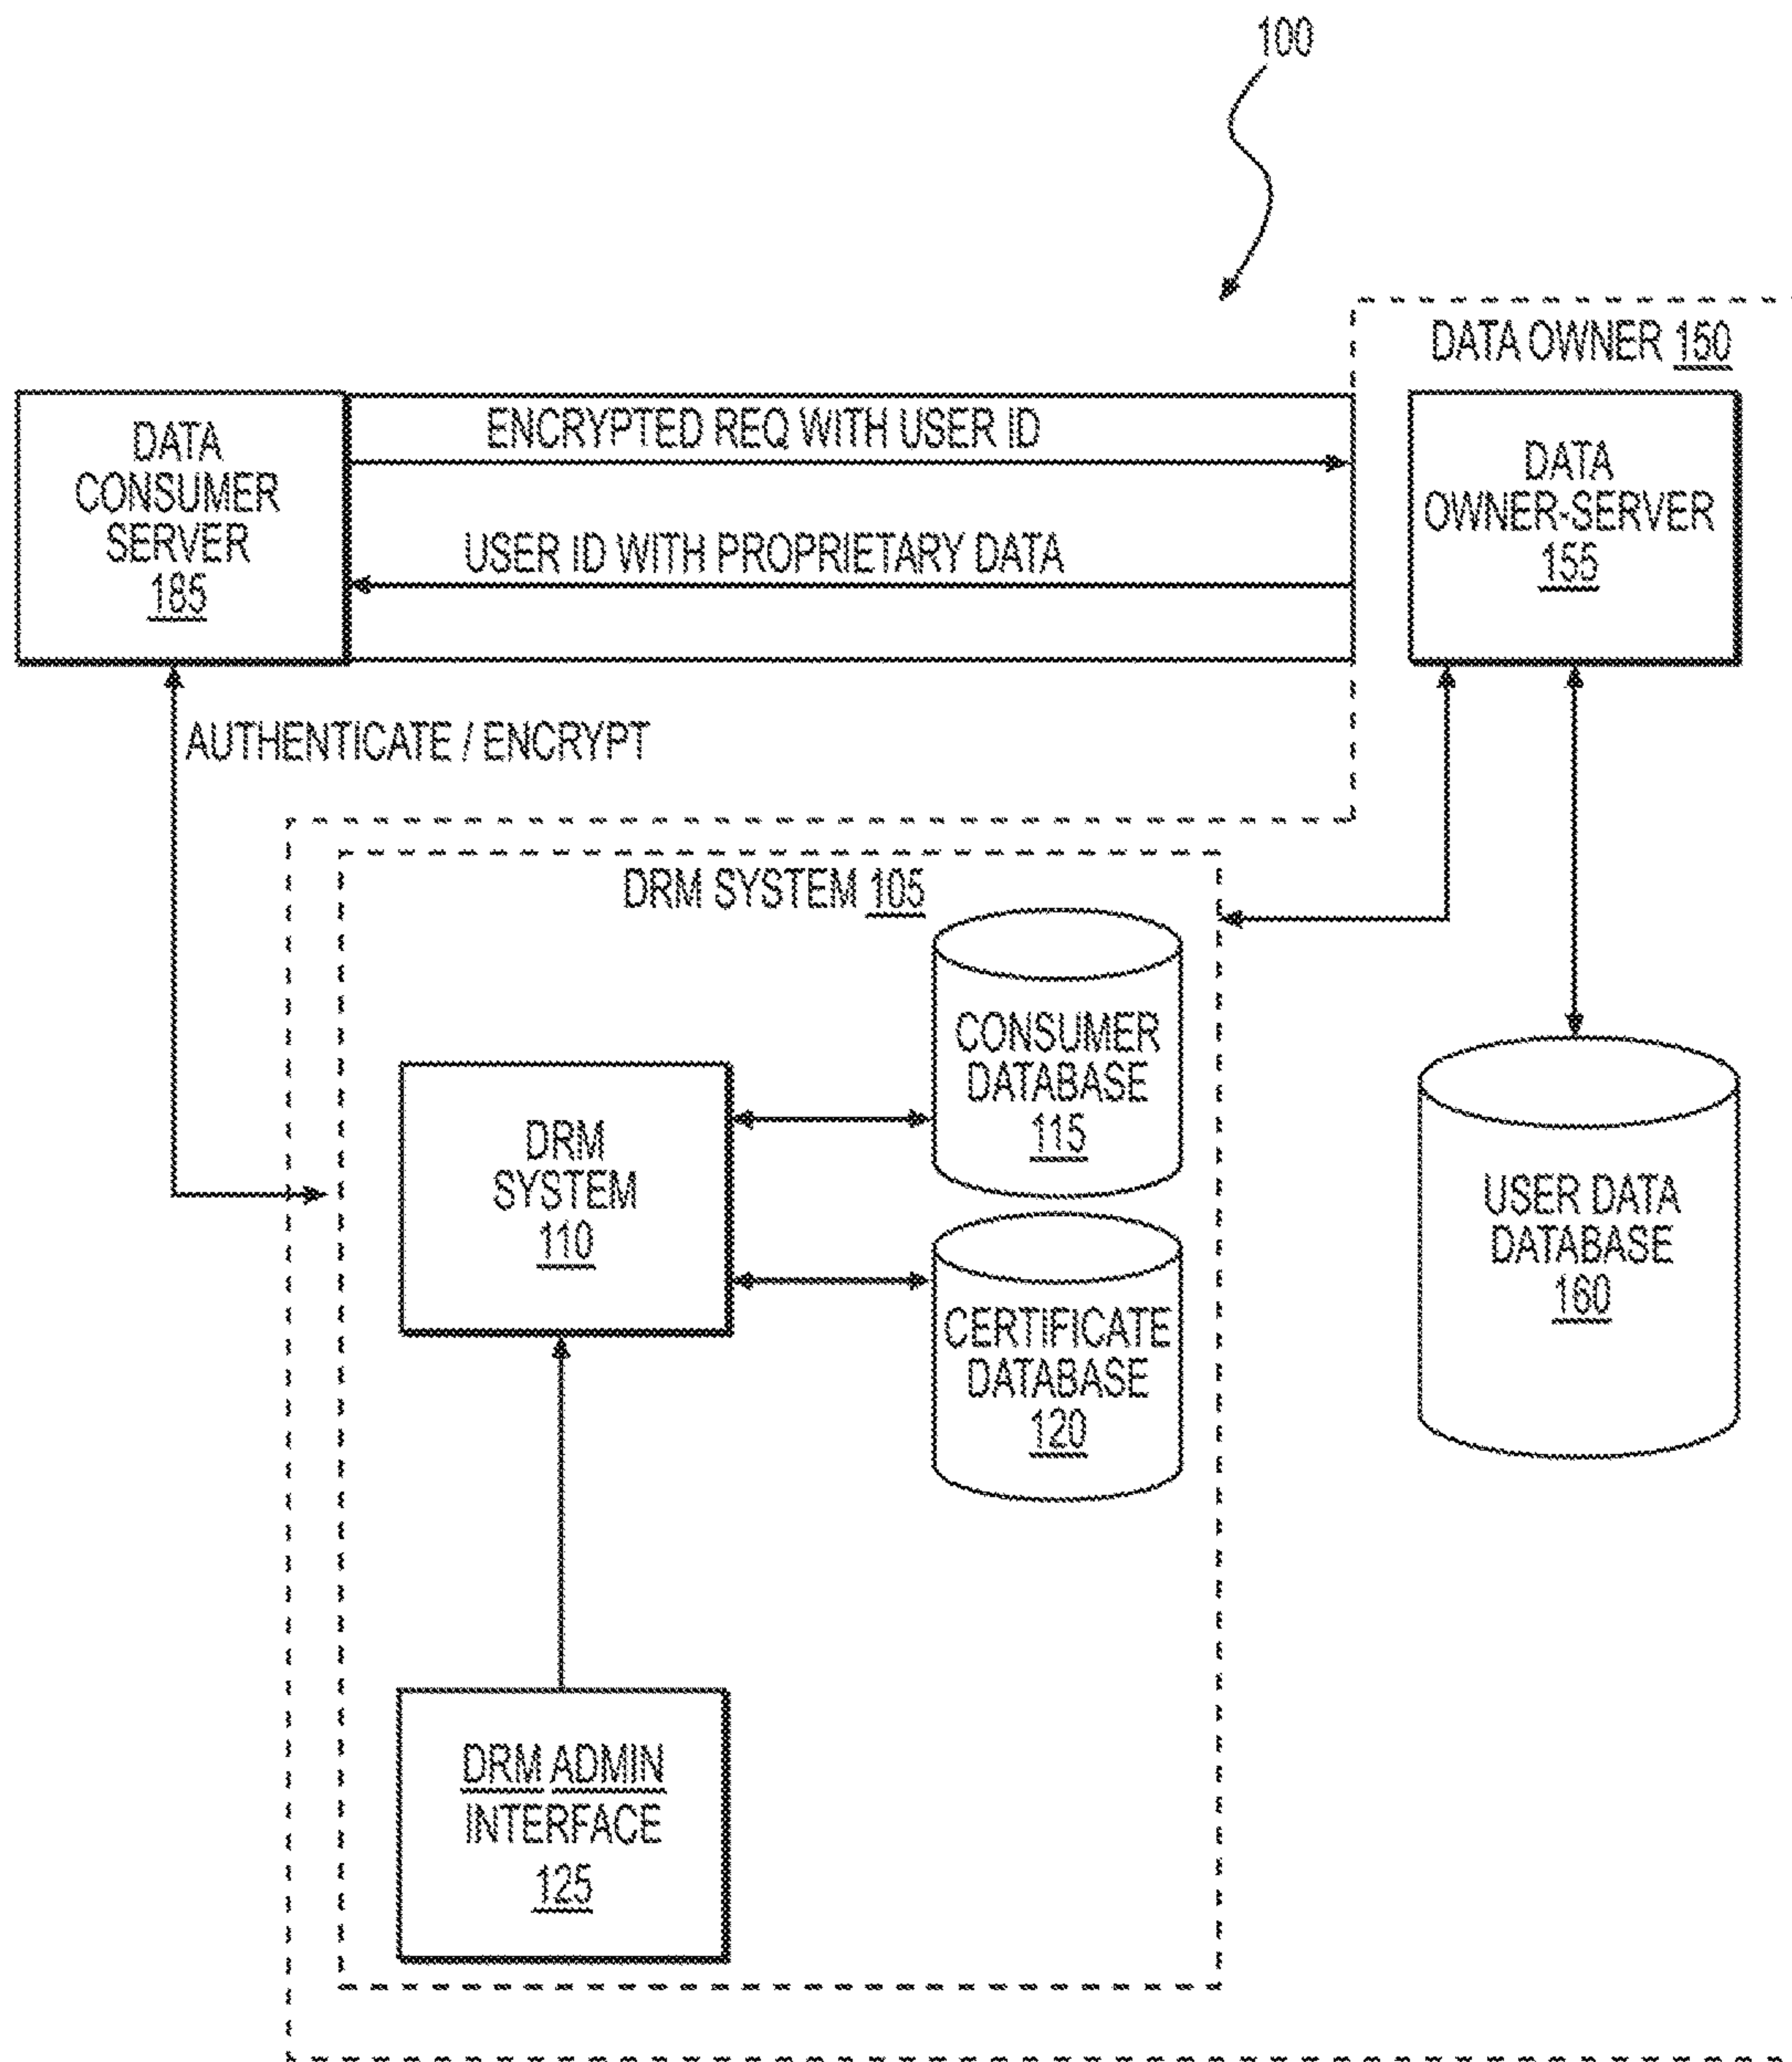 100
DATA OWNER 150
DATA
CONSUMER
SERVER
185
ENCRYPTED REQ WITH USER ID
USER ID WITH PROPRIETARY DATA
DATA
OWNER-SERVER
155
AUTHENTICATE / ENCRYPT
DRM SYSTEM 105
CONSUMER
DATABASE
115
DRM
SYSTEM
110
USER DATA
DATABASE
160
CERTIFICATE
DATABASE
120
DRM ADMIN
INTERFACE
125